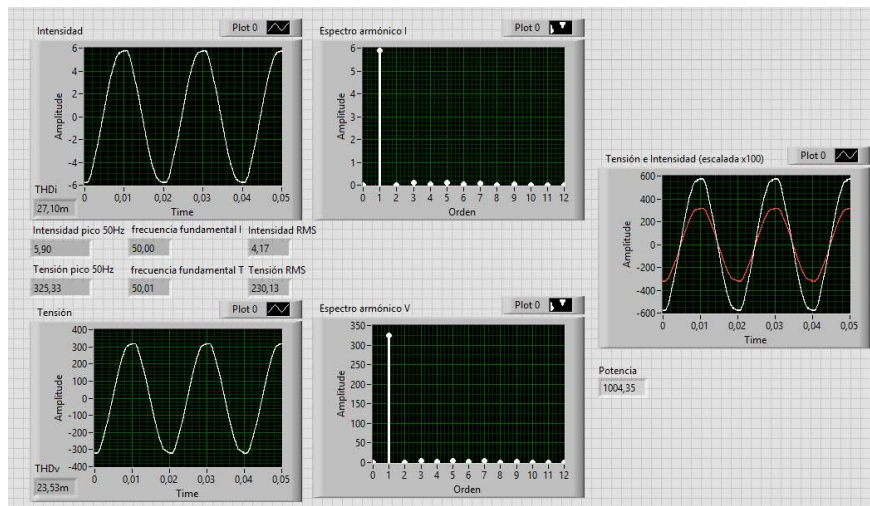 Intensidad
Plot 0
Amplitude
6-
5-
4-
2-
0-
-2-
-4-
-6-
0
0,01
0,02
0,03
0,04
0,05
Time
THDi
27,10m
Espectro armónico I
Plot 0
Amplitude
6-
5-
4-
3-
2-
1-
0-
0 1 2 3 4 5 6 7 8 9 10 11 12
Orden
Intensidad pico 50Hz
frecuencia fundamental I
Intensidad RMS
5,90
50,00
4,17
Tensión pico 50Hz
frecuencia fundamental T
Tensión RMS
325,33
50,01
230,13
Tensión
Plot 0
Amplitude
400-
300-
200-
100-
0-
-100-
-200-
-300-
-400-
0
0,01
0,02
0,03
0,04
0,05
Time
THDv
23,53m
Espectro armónico V
Plot 0
Amplitude
350-
300-
250-
200-
150-
100-
50-
0-
0 1 2 3 4 5 6 7 8 9 10 11 12
Orden
Tensión e Intensidad (escalada x100)
Plot 0
Amplitude
600-
400-
200-
0-
-200-
-400-
-600-
0
0,01
0,02
0,03
0,04
0,05
Time
Potencia
1004,35